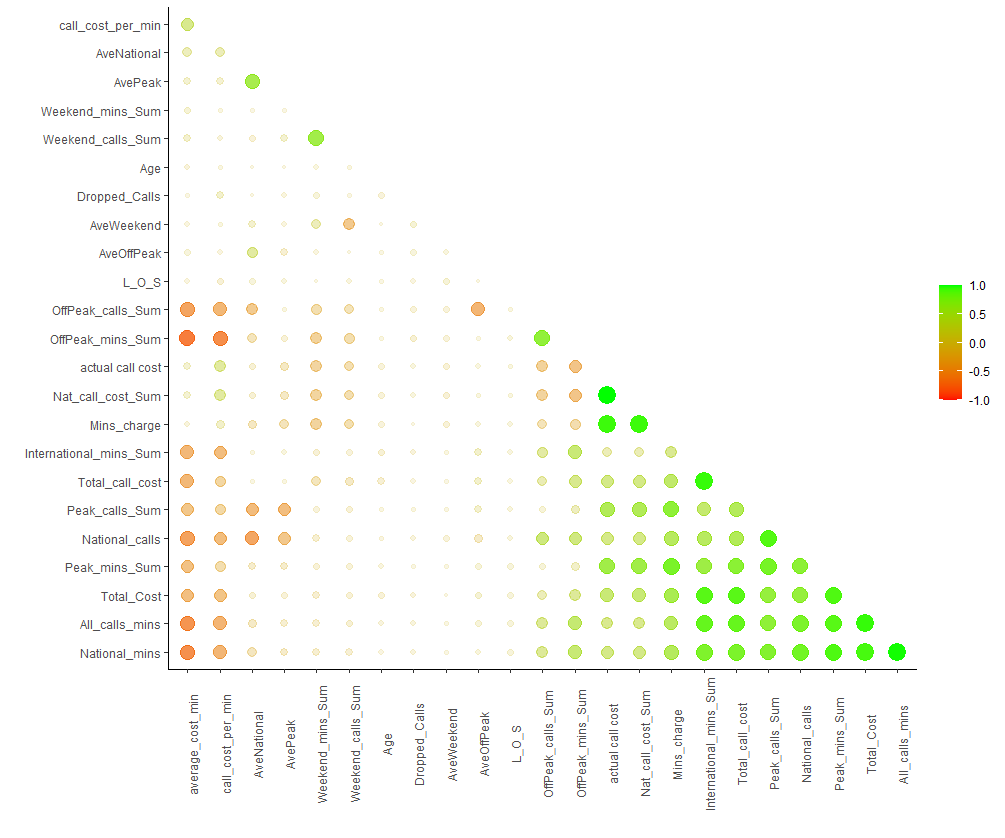 call_cost_per_min
AveNational
AvePeak
Weekend_mins_Sum
Weekend_calls_Sum
Age
Dropped_Calls
AveWeekend
AveOffPeak
L_O_S
OffPeak_calls_Sum
OffPeak_mins_Sum
actual call cost
Nat_call_cost_Sum
Mins_charge
International_mins_Sum
Total_call_cost
Peak_calls_Sum
National_calls
Peak_mins_Sum
Total_Cost
All_calls_mins
National_mins
average_cost_min
call_cost_per_min
AveNational
AvePeak
Weekend_mins_Sum
Weekend_calls_Sum
Age
Dropped_Calls
AveWeekend
AveOffPeak
L_O_S
OffPeak_calls_Sum
OffPeak_mins_Sum
actual call cost
Nat_call_cost_Sum
Mins_charge
International_mins_Sum
Total_call_cost
Peak_calls_Sum
National_calls
Peak_mins_Sum
Total_Cost
All_calls_mins
1.0
0.5
0.0
-0.5
-1.0